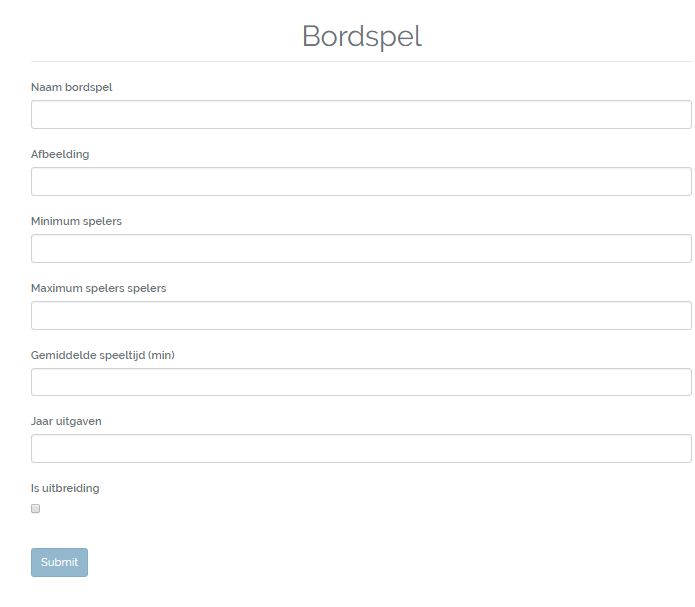 Bordspel
Naam bordspel
Afbeelding
Minimum spelers
Maximum spelers spelers
Gemiddelde speeltijd (min)
Jaar uitgaven
Is uitbreiding
Submit